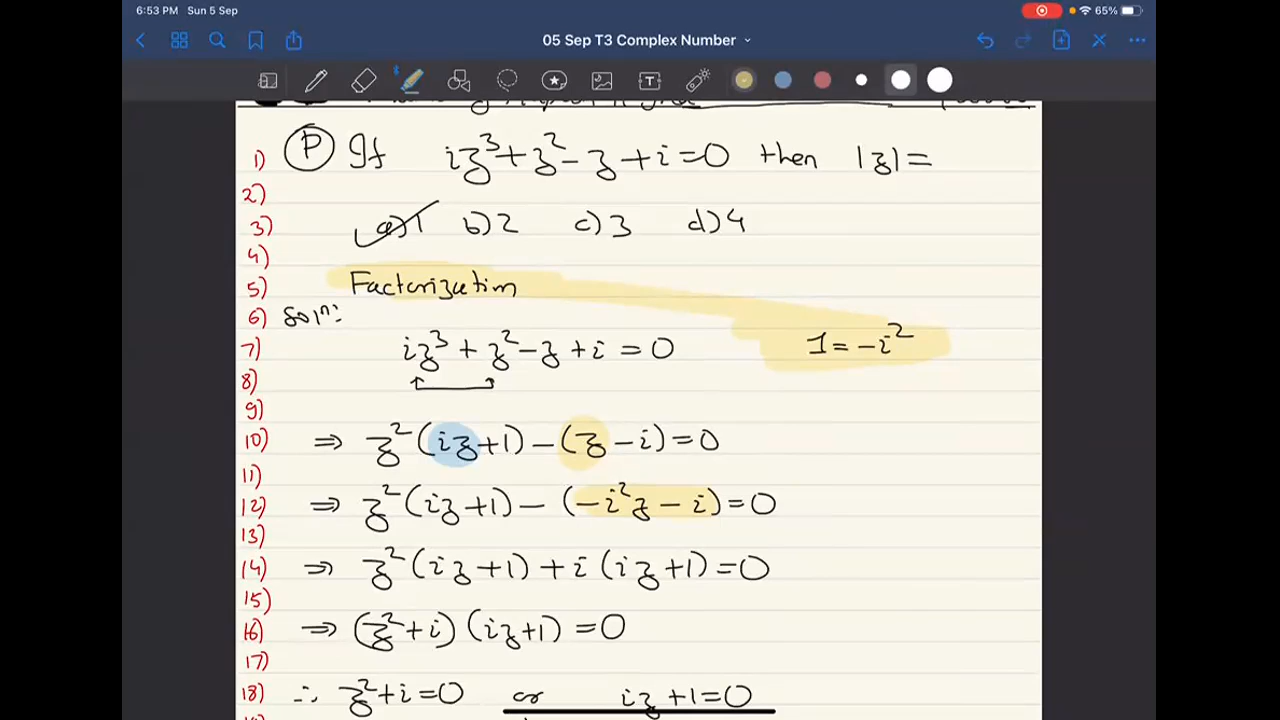 6:53 PM Sun 5 Sep 65%
05 Sep T3 Complex Number
1) P If iz³+z²-z+i=0 then |z|=
2)
3) a) 1 b) 2 c) 3 d) 4
4)
5) Factorization
6) Solⁿ:
7) iz³+z²-z+i=0 1=-i²
8)
9)
10) ⇒ z²(iz+1)-(z-i)=0
11)
12) ⇒ z²(iz+1)-(-i²z-i)=0
13)
14) ⇒ z²(iz+1)+i(iz+1)=0
15)
16) ⇒ (z²+i)(iz+1)=0
17)
18) ∴ z²+i=0 or iz+1=0